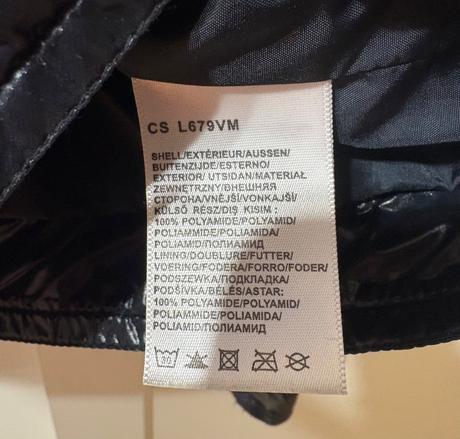 CS L679VM
SHELL/EXTÉRIEUR/AUSSEN/
BUITENZIJDE/ESTERNO/
EXTERIOR/ UTSIDAN/MATERIAŁ
ZEWNĘTRZNY/ВНЕШНЯЯ
СТОРОНА/VNĚJŠÍ/VONKAJŠÍ/
KÜLSŐ RÉSZ/DIŞ KISIM :
100% POLYAMIDE/POLYAMID/
POLIAMMIDE/POLIAMIDA/
POLIAMID/ПОЛИАМИД
LINING/DOUBLURE/FUTTER/
VOERING/FODERA/FORRO/FODER/
PODSZEWKA/ПОДКЛАДКА/
PODŠÍVKA/BÉLÉS/ASTAR:
100% POLYAMIDE/POLYAMID/
POLIAMMIDE/POLIAMIDA/
POLIAMID/ПОЛИАМИД
30